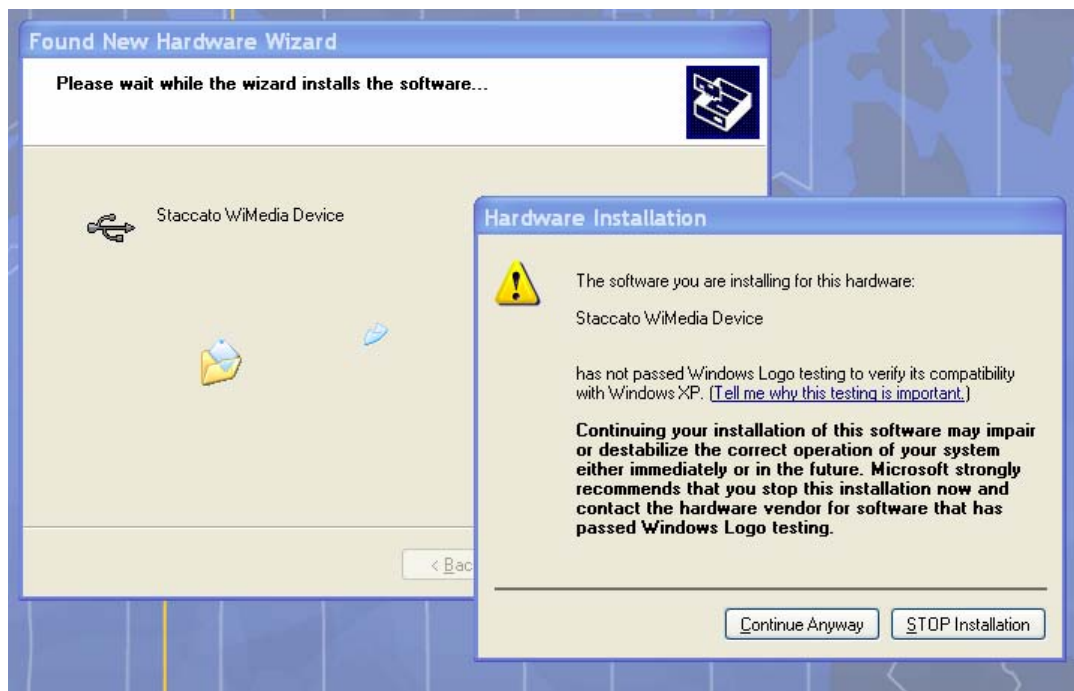 Found New Hardware Wizard
Please wait while the wizard installs the software...
Staccato WiMedia Device
< Bac
Hardware Installation
The software you are installing for this hardware:
Staccato WiMedia Device
has not passed Windows Logo testing to verify its compatibility
with Windows XP. (Tell me why this testing is important.)
Continuing your installation of this software may impair
or destabilize the correct operation of your system
either immediately or in the future. Microsoft strongly
recommends that you stop this installation now and
contact the hardware vendor for software that has
passed Windows Logo testing.
Continue Anyway
STOP Installation